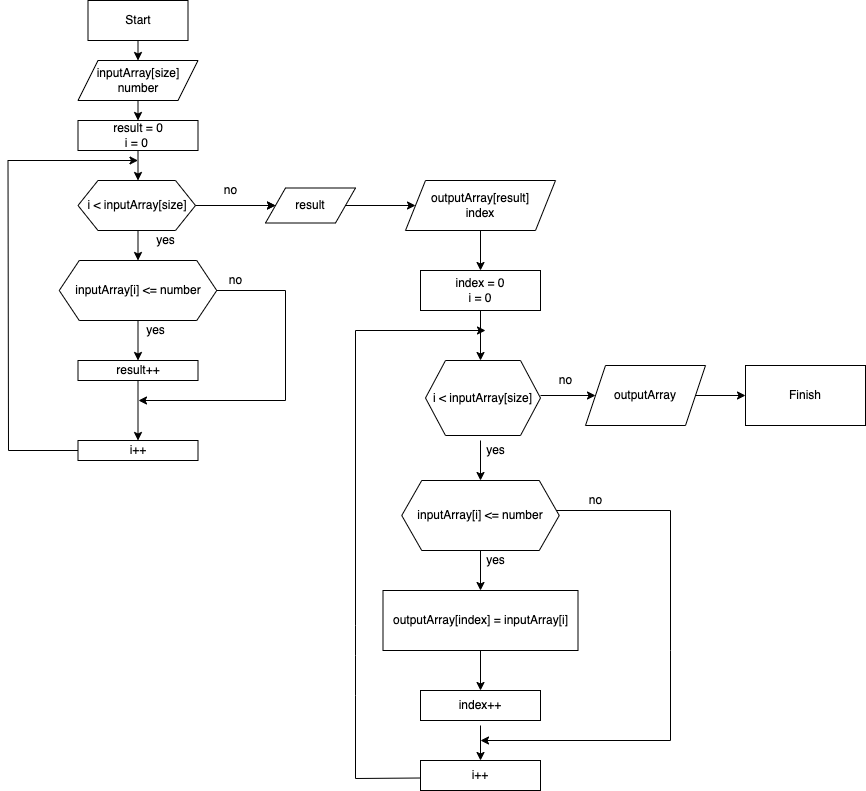 Start
inputArray[size]
number
result = 0
i = 0
i < inputArray[size]
no
result
outputArray[result]
index
yes
inputArray[i] <= number
no
yes
result++
i++
index = 0
i = 0
i < inputArray[size]
no
outputArray
Finish
yes
inputArray[i] <= number
no
yes
outputArray[index] = inputArray[i]
index++
i++